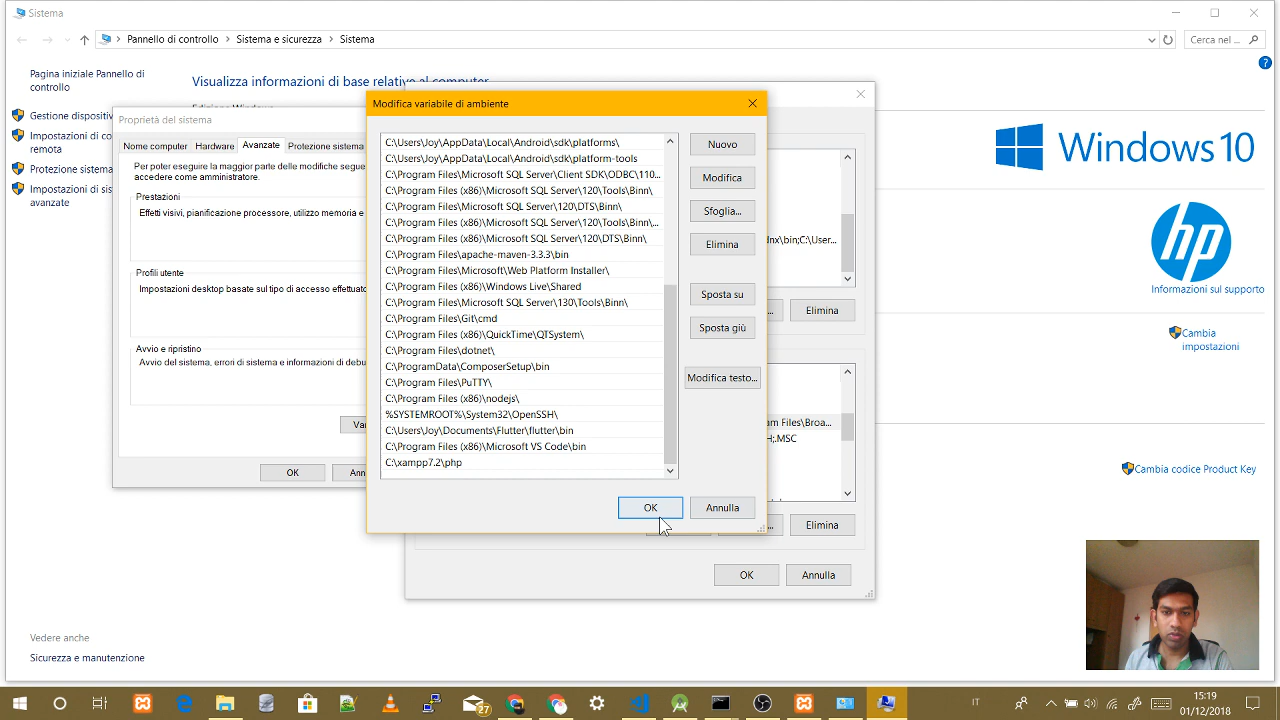 Sistema
Pannello di controllo
Sistema e sicurezza
Sistema
Cerca nel ...
Pagina iniziale Pannello di
controllo
Visualizza informazioni di base relative al computer
Gestione dispositiv
Impostazioni di co
remota
Protezione sistema
Impostazioni di sis
avanzate
Proprietà del sistema
Nome computer
Hardware
Avanzate
Protezione sistema
Per poter eseguire la maggior parte delle modifiche seguen
accedere come amministratore.
Prestazioni
Effetti visivi, pianificazione processore, utilizzo memoria e
Profili utente
Impostazioni desktop basate sul tipo di accesso effettuato
Avvio e ripristino
Avvio del sistema, errori di sistema e informazioni di debu
Var
OK
Ann
Modifica variabile di ambiente
C:\Users\Joy\AppData\Local\Android\sdk\platforms\
C:\Users\Joy\AppData\Local\Android\sdk\platform-tools
C:\Program Files\Microsoft SQL Server\Client SDK\ODBC\110...
C:\Program Files (x86)\Microsoft SQL Server\120\Tools\Binn\
C:\Program Files\Microsoft SQL Server\120\DTS\Binn\
C:\Program Files (x86)\Microsoft SQL Server\120\Tools\Binn\...
C:\Program Files (x86)\Microsoft SQL Server\120\DTS\Binn\
C:\Program Files\apache-maven-3.3.3\bin
C:\Program Files\Microsoft\Web Platform Installer\
C:\Program Files (x86)\Windows Live\Shared
C:\Program Files\Microsoft SQL Server\130\Tools\Binn\
C:\Program Files\Git\cmd
C:\Program Files (x86)\QuickTime\QTSystem\
C:\Program Files\dotnet\
C:\ProgramData\ComposerSetup\bin
C:\Program Files\PuTTY\
C:\Program Files (x86)\nodejs\
%SYSTEMROOT%\System32\OpenSSH\
C:\Users\Joy\Documents\Flutter\flutter\bin
C:\Program Files (x86)\Microsoft VS Code\bin
C:\xampp7.2\php
Nuovo
Modifica
Sfoglia...
Elimina
Sposta su
Sposta giù
Modifica testo...
OK
Annulla
dnx\bin;C:\User...
... Elimina
am Files\Broa...
H;.MSC
... Elimina
OK
Annulla
Windows 10
hp
Informazioni sul supporto
Cambia
impostazioni
Cambia codice Product Key
Vedere anche
Sicurezza e manutenzione
27
IT
15:19
01/12/2018